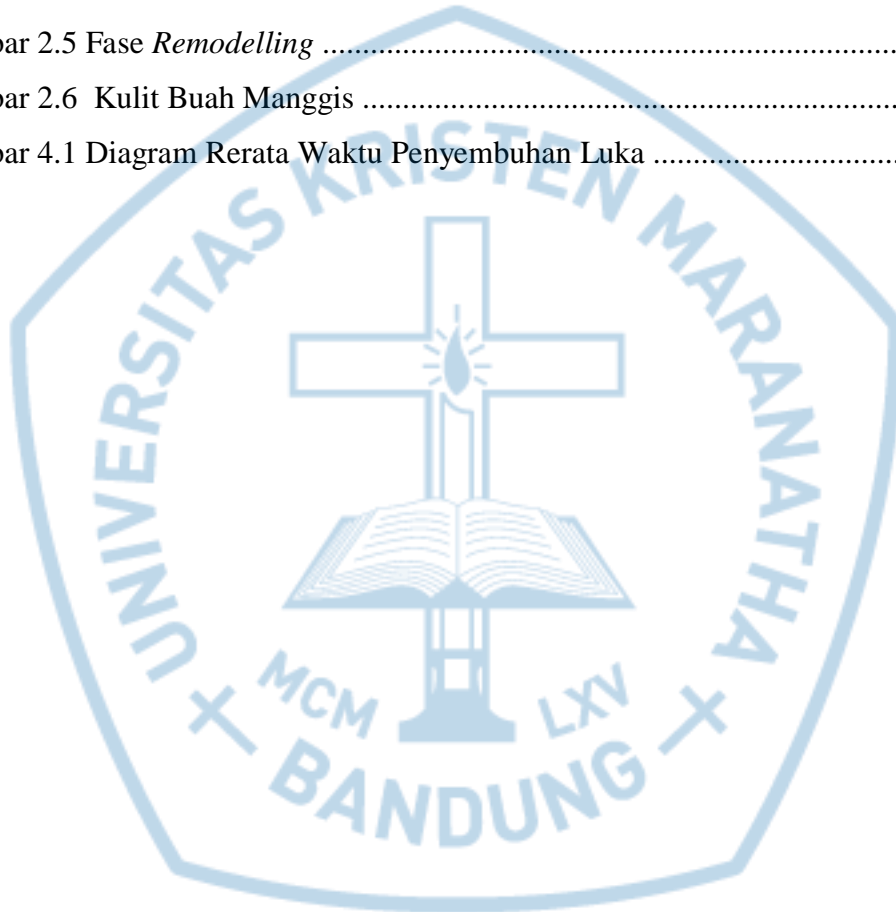 bar 2.5 Fase Remodelling ........................................................................
bar 2.6 Kulit Buah Manggis ...................................................................
bar 4.1 Diagram Rerata Waktu Penyembuhan Luka ...............................
UNIVERSITAS KRISTEN MARANATHA
MCM LXV
BANDUNG